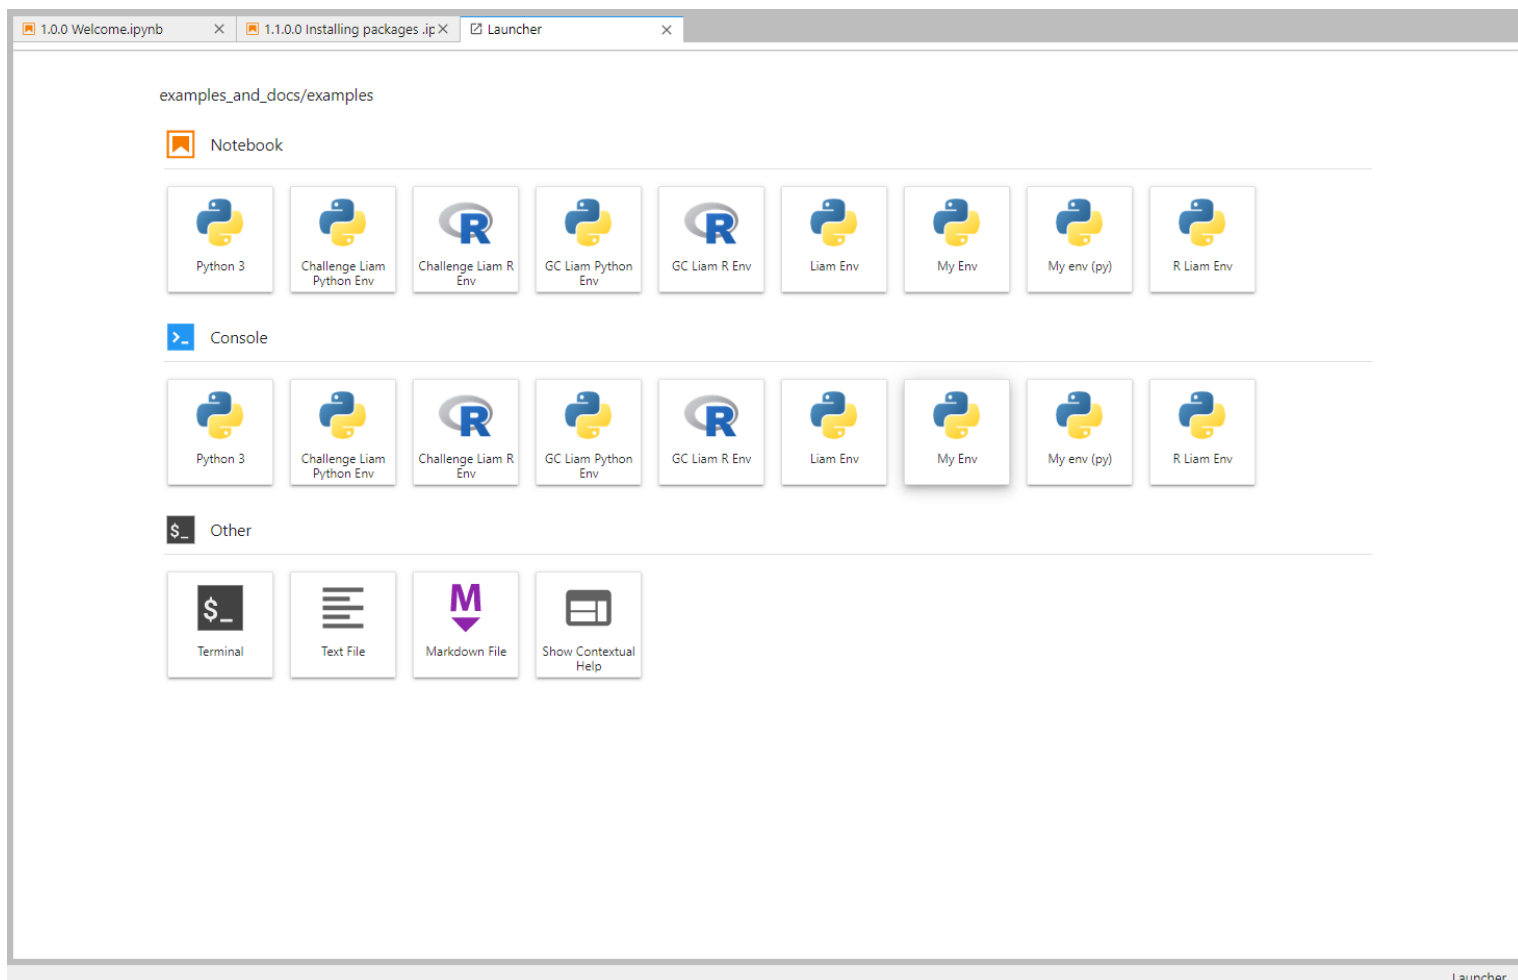 1.0.0 Welcome.ipynb
1.1.0.0 Installing packages .ip
Launcher
examples_and_docs/examples
Notebook
Python 3
Challenge Liam
Python Env
Challenge Liam R
Env
GC Liam Python
Env
GC Liam R Env
Liam Env
My Env
My env (py)
R Liam Env
Console
Python 3
Challenge Liam
Python Env
Challenge Liam R
Env
GC Liam Python
Env
GC Liam R Env
Liam Env
My Env
My env (py)
R Liam Env
$_ Other
$_
Terminal
Text File
M
Markdown File
Show Contextual
Help
Launcher